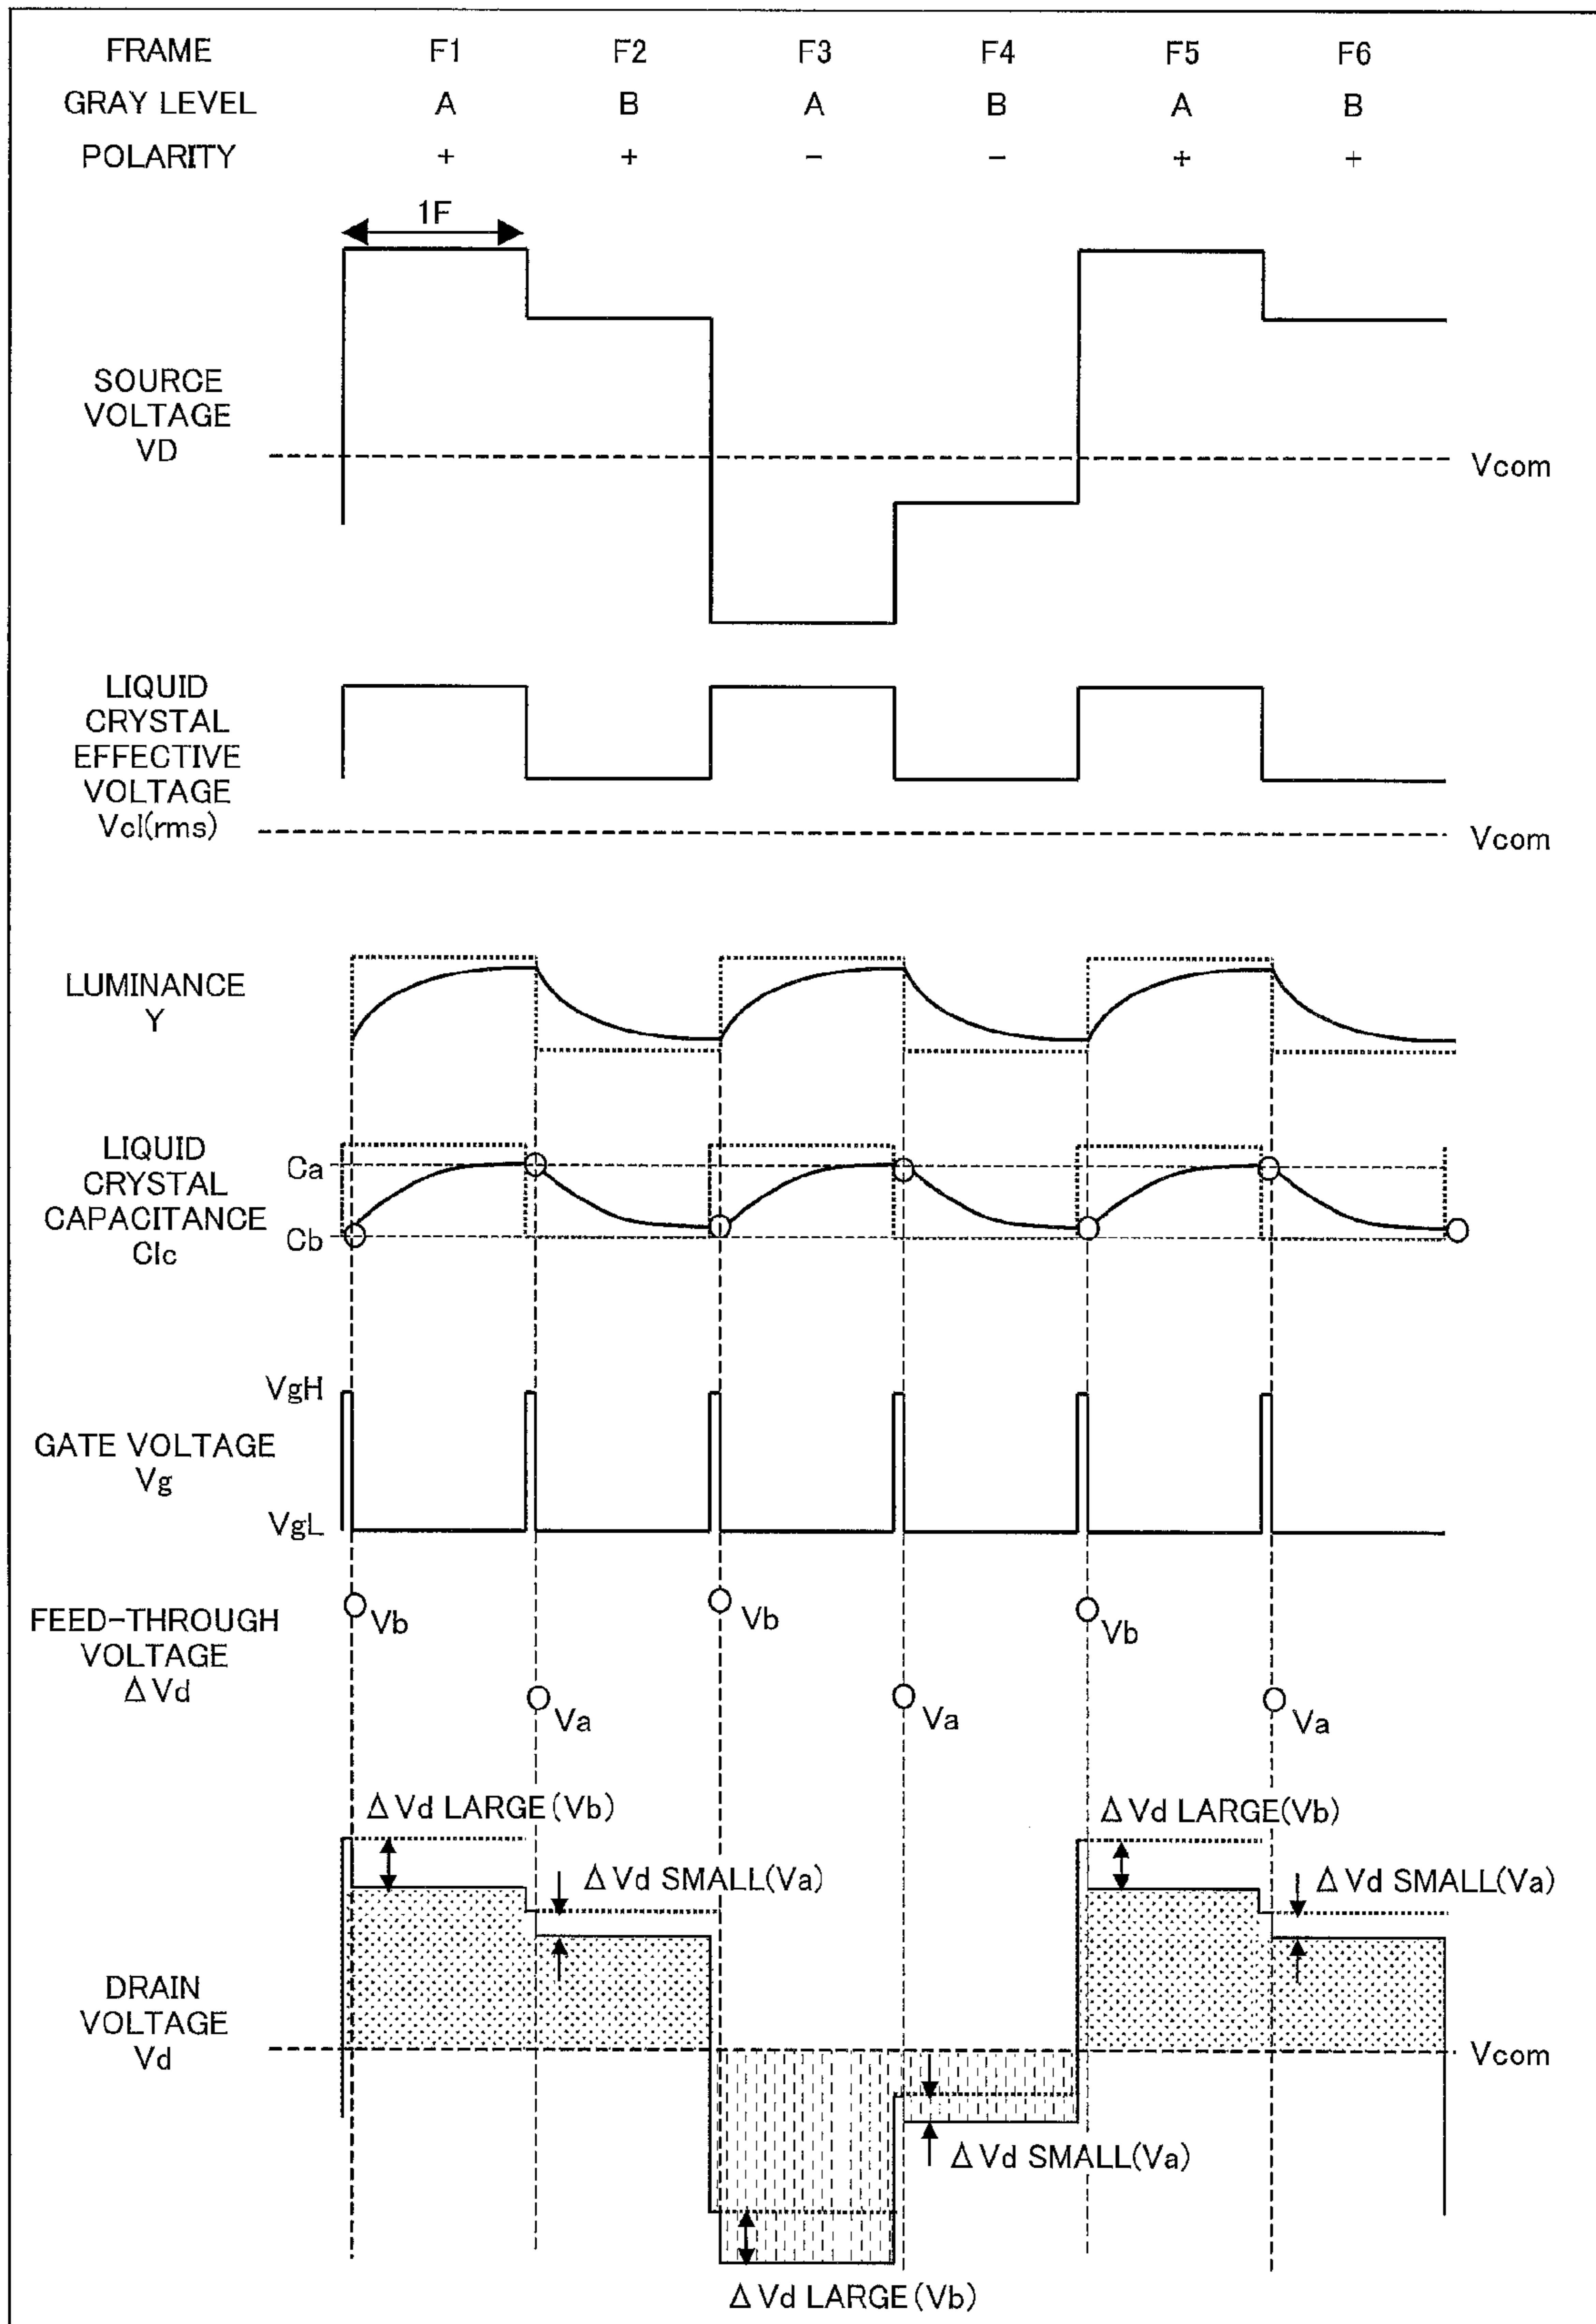 FRAME F1 F2 F3 F4 F5 F6
GRAY LEVEL A B A B A B
POLARITY + + − − + +
1F
SOURCE
VOLTAGE
VD
Vcom
LIQUID
CRYSTAL
EFFECTIVE
VOLTAGE
Vcl(rms)
Vcom
LUMINANCE
Y
LIQUID
CRYSTAL
CAPACITANCE
Clc
Ca
Cb
VgH
GATE VOLTAGE
Vg
VgL
FEED-THROUGH
VOLTAGE
ΔVd
Vb Vb Vb
Va Va Va
ΔVd LARGE(Vb) ΔVd LARGE(Vb)
ΔVd SMALL(Va) ΔVd SMALL(Va)
DRAIN
VOLTAGE
Vd
Vcom
ΔVd SMALL(Va)
ΔVd LARGE(Vb)